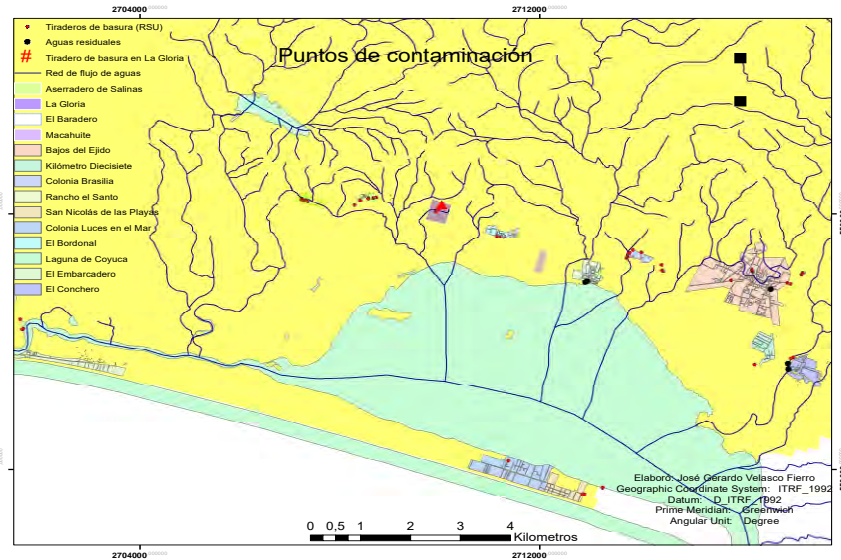 2704000
2712000
Puntos de contaminación
Tiraderos de basura (RSU)
Aguas residuales
# Tiradero de basura en La Gloria
Red de flujo de aguas
Aserradero de Salinas
La Gloria
El Baradero
Macahuite
Bajos del Ejido
Kilómetro Diecisiete
Colonia Brasilia
Rancho el Santo
San Nicolás de las Playas
Colonia Luces en el Mar
El Bordonal
Laguna de Coyuca
El Embarcadero
El Conchero
Elaboro: José Gerardo Velasco Fierro
Geographic Coordinate System: ITRF_1992
Datum: D_ITRF_1992
Prime Meridian: Greenwich
Angular Unit: Degree
0 0,5 1 2 3 4
Kilometros
2704000
2712000